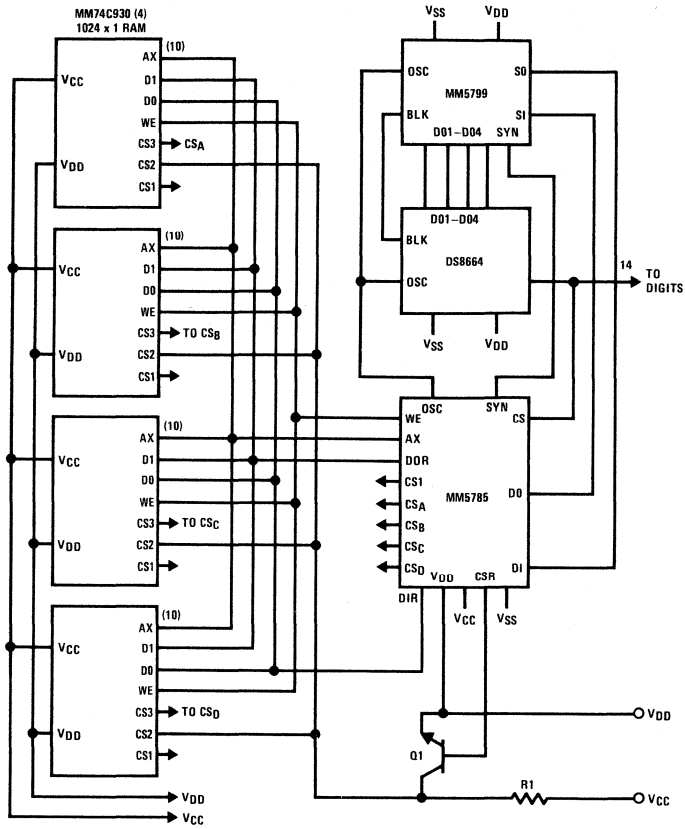 MM74C930 (4)
1024 x 1 RAM
(10)
AX
VCC
D1
D0
WE
CS3
CSA
VDD
CS2
CS1
(10)
AX
VCC
D1
D0
WE
CS3
TO CSB
VDD
CS2
CS1
(10)
AX
VCC
D1
D0
WE
CS3
TO CSC
VDD
CS2
CS1
(10)
AX
VCC
D1
D0
WE
CS3
TO CSD
VDD
CS2
CS1
VDD
VCC
VSS
VDD
OSC
S0
MM5799
SI
BLK
D01–D04
SYN
D01–D04
BLK
DS8664
OSC
14
TO
DIGITS
VSS
VDD
OSC
SYN
WE
CS
AX
DOR
CS1
MM5785
D0
CSA
CSB
CSC
CSD
DI
VDD
CSR
DIR
VCC
VSS
VDD
Q1
R1
VCC